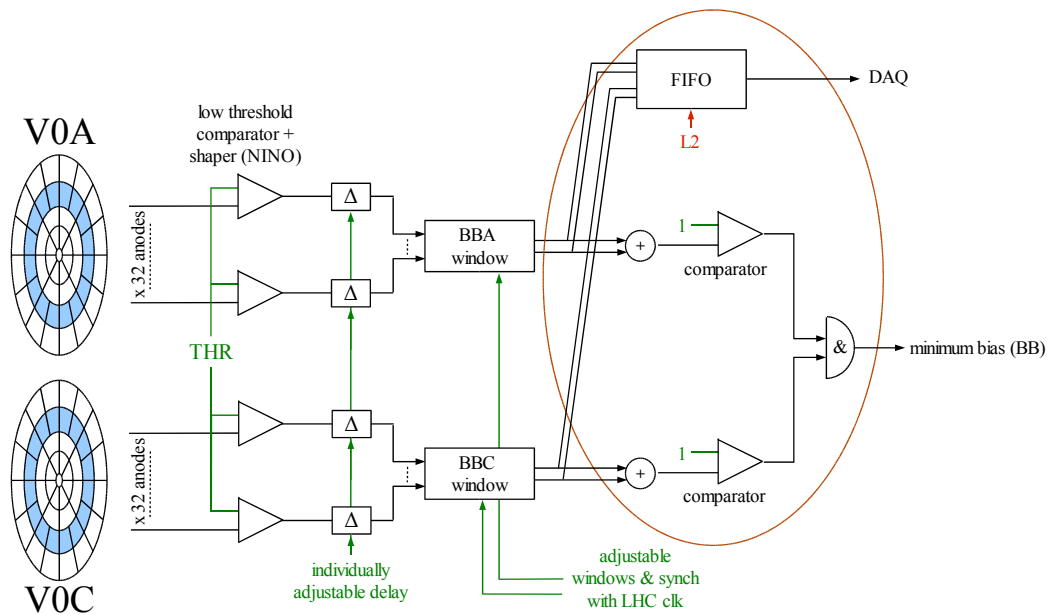 FIFO
DAQ
L2
low threshold
comparator +
shaper (NINO)
V0A
Δ
x 32 anodes
BBA
window
+
1
comparator
Δ
THR
&
minimum bias (BB)
Δ
x 32 anodes
BBC
window
+
1
comparator
Δ
V0C
individually
adjustable delay
adjustable
windows & synch
with LHC clk